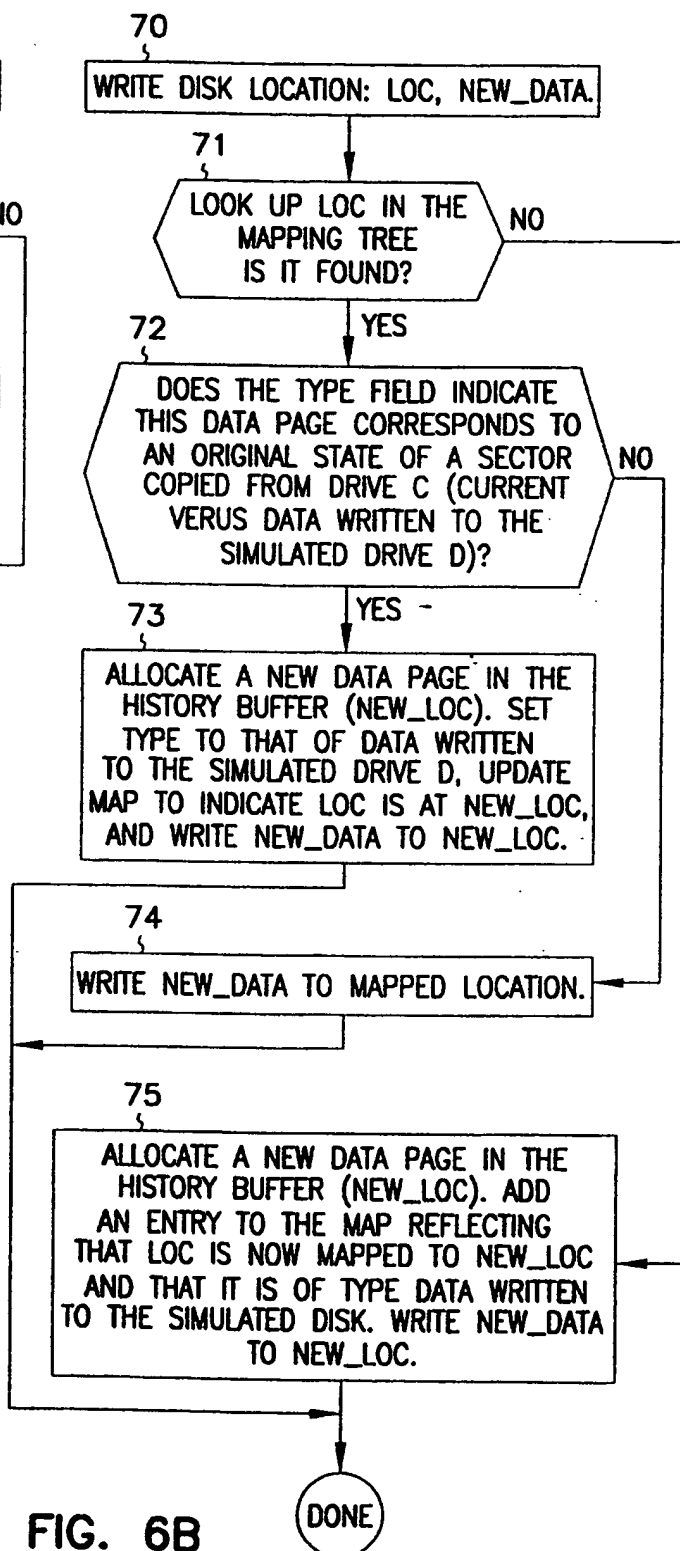 70
WRITE DISK LOCATION: LOC, NEW_DATA.
71
LOOK UP LOC IN THE
MAPPING TREE
IS IT FOUND?
NO
YES
72
DOES THE TYPE FIELD INDICATE
THIS DATA PAGE CORRESPONDS TO
AN ORIGINAL STATE OF A SECTOR
COPIED FROM DRIVE C (CURRENT
VERUS DATA WRITTEN TO THE
SIMULATED DRIVE D)?
NO
YES
73
ALLOCATE A NEW DATA PAGE IN THE
HISTORY BUFFER (NEW_LOC). SET
TYPE TO THAT OF DATA WRITTEN
TO THE SIMULATED DRIVE D, UPDATE
MAP TO INDICATE LOC IS AT NEW_LOC,
AND WRITE NEW_DATA TO NEW_LOC.
74
WRITE NEW_DATA TO MAPPED LOCATION.
75
ALLOCATE A NEW DATA PAGE IN THE
HISTORY BUFFER (NEW_LOC). ADD
AN ENTRY TO THE MAP REFLECTING
THAT LOC IS NOW MAPPED TO NEW_LOC
AND THAT IT IS OF TYPE DATA WRITTEN
TO THE SIMULATED DISK. WRITE NEW_DATA
TO NEW_LOC.
DONE
FIG. 6B